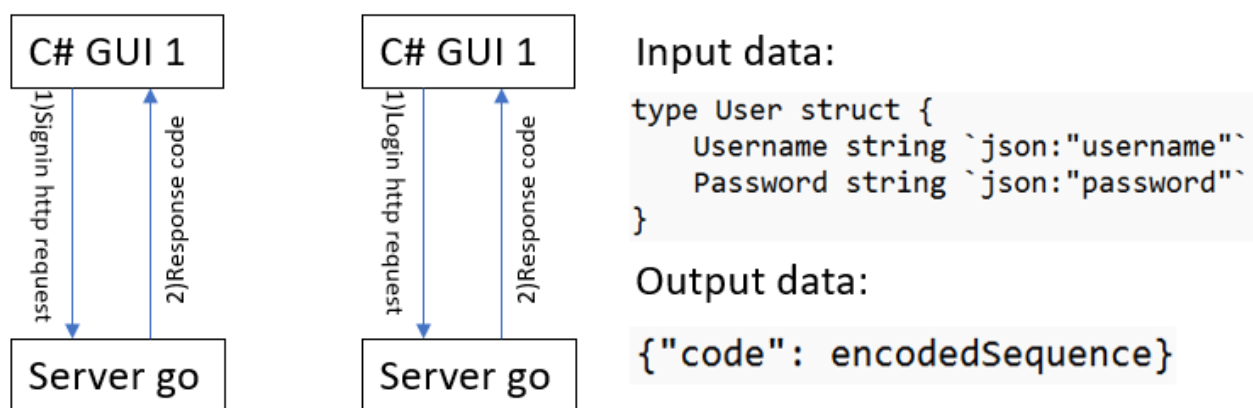 C# GUI 1
1)Signin http request
2)Response code
Server go
C# GUI 1
1)Login http request
2)Response code
Server go
Input data:
type User struct {
    Username string `json:"username"`
    Password string `json:"password"`
}
Output data:
{"code": encodedSequence}